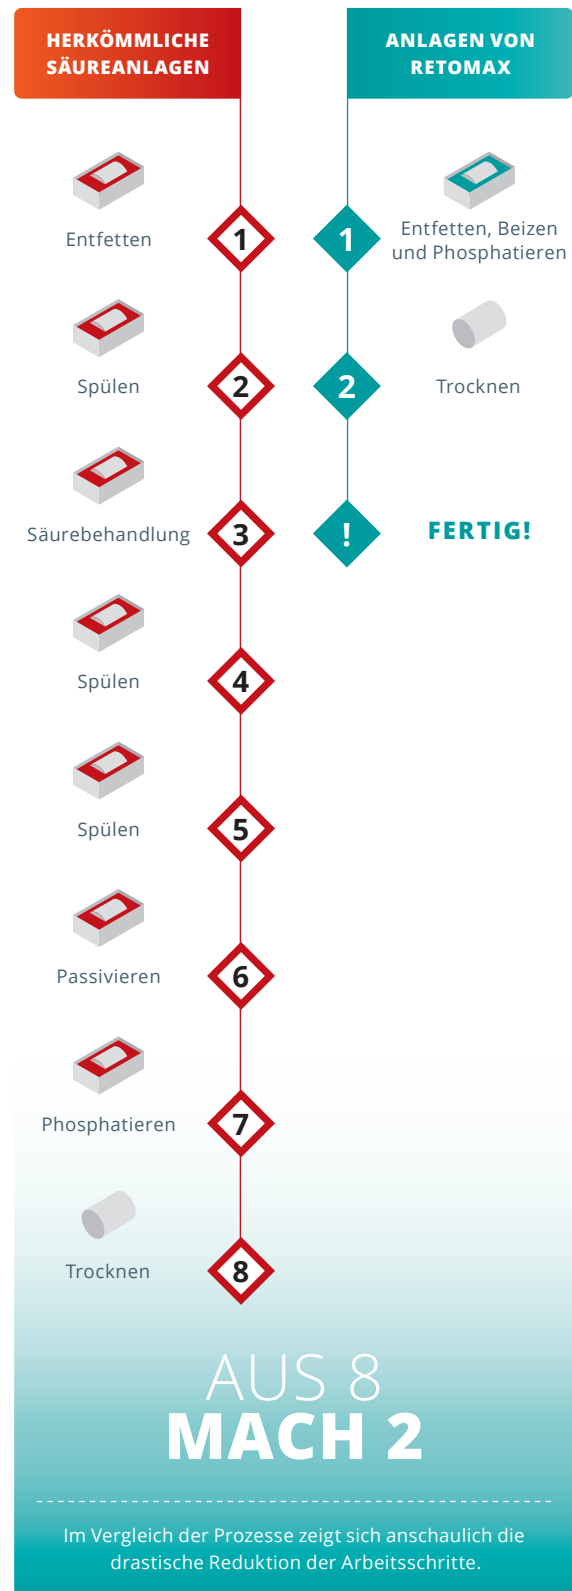 HERKÖMMLICHE
SÄUREANLAGEN
Entfetten
1
Spülen
2
Säurebehandlung
3
Spülen
4
Spülen
5
Passivieren
6
Phosphatieren
7
Trocknen
8
ANLAGEN VON
RETOMAX
1
Entfetten, Beizen
und Phosphatieren
2
Trocknen
!
FERTIG!
AUS 8
MACH 2
Im Vergleich der Prozesse zeigt sich anschaulich die
drastische Reduktion der Arbeitsschritte.